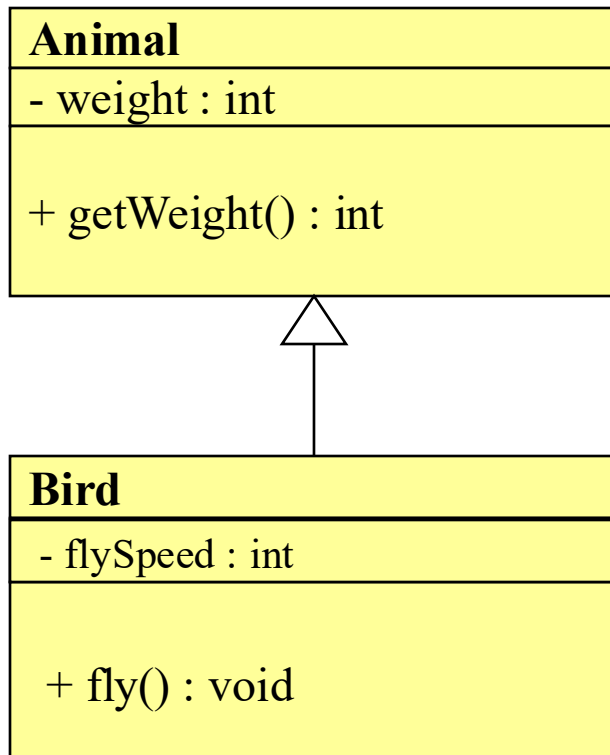 Animal
- weight : int
+ getWeight() : int
Bird
- flySpeed : int
+ fly() : void